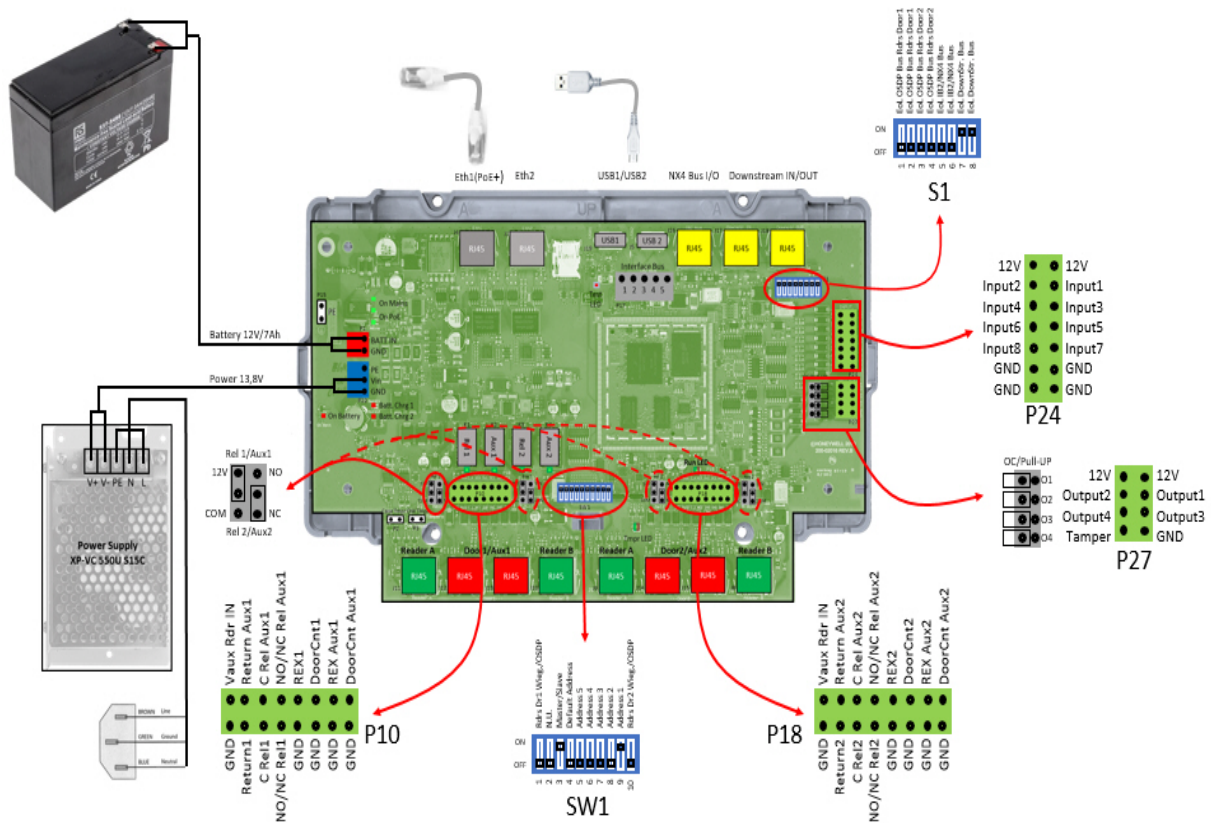 Eth1(PoE+)
Eth2
USB1/USB2
NX4 Bus I/O
Downstream IN/OUT
EoL OSDP Bus Rdrs Door1
EoL OSDP Bus Rdrs Door1
EoL OSDP Bus Rdrs Door2
EoL OSDP Bus Rdrs Door2
EoL IB2/NX4 Bus
EoL IB2/NX4 Bus
EoL DownStr. Bus
EoL DownStr. Bus
ON
OFF
1 2 3 4 5 6 7 8
S1
A UP A
RJ45 RJ45 USB1 USB 2 RJ45 RJ45 RJ45
Interface Bus
1 2 3 4 5
PE
On Mains
On PoE
Battery 12V/7Ah
BATT IN
GND
Power 13,8V
PE
Vin
GND
On Battery
Batt. Chrg 1
Batt. Chrg 2
12V 12V
Input2 Input1
Input4 Input3
Input6 Input5
Input8 Input7
GND GND
GND GND
P24
Rel 1 Aux 1 Rel 2 Aux 2
Run LED
Rel 1/Aux1
12V NO
COM NC
Rel 2/Aux2
OC/Pull-UP
O1
O2
O3
O4
12V 12V
Output2 Output1
Output4 Output3
Tamper GND
P27
V+ V- PE N L
Power Supply
XP-VC 550U S15C
Reader A Door1/Aux1 Reader B Reader A Door2/Aux2 Reader B
RJ45 RJ45 RJ45 RJ45 RJ45 RJ45 RJ45 RJ45
BROWN Line
GREEN Ground
BLUE Neutral
Vaux Rdr IN
Return Aux1
C Rel Aux1
NO/NC Rel Aux1
REX1
DoorCnt1
REX Aux1
DoorCnt Aux1
GND
Return1
C Rel1
NO/NC Rel1
GND
GND
GND
GND
P10
Rdrs Dr1 Wieg./OSDP
N.U.
Master/Slave
Default Address
Address 5
Address 4
Address 3
Address 2
Address 1
Rdrs Dr2 Wieg./OSDP
ON
OFF
1 2 3 4 5 6 7 8 9 10
SW1
Vaux Rdr IN
Return Aux2
C Rel Aux2
NO/NC Rel Aux2
REX2
DoorCnt2
REX Aux2
DoorCnt Aux2
GND
Return2
C Rel2
NO/NC Rel2
GND
GND
GND
GND
P18